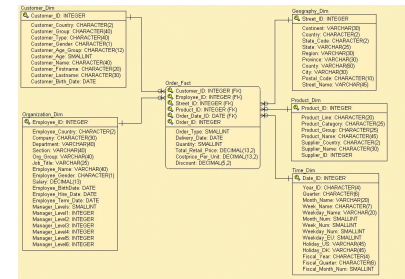 Customer_Dim
Customer_ID: INTEGER
Customer_Country: CHARACTER(2)
Customer_Group: CHARACTER(40)
Customer_Type: CHARACTER(40)
Customer_Gender: CHARACTER(1)
Customer_Age_Group: CHARACTER(12)
Customer_Age: SMALLINT
Customer_Name: CHARACTER(40)
Customer_Firstname: CHARACTER(20)
Customer_Lastname: CHARACTER(30)
Customer_Birth_Date: DATE
Organization_Dim
Employee_ID: INTEGER
Employee_Country: CHARACTER(2)
Company: CHARACTER(30)
Department: VARCHAR(40)
Section: VARCHAR(40)
Org_Group: VARCHAR(40)
Job_Title: VARCHAR(25)
Employee_Name: VARCHAR(40)
Employee_Gender: CHARACTER(1)
Salary: DECIMAL(13)
Employee_BirthDate: DATE
Employee_Hire_Date: DATE
Employee_Term_Date: DATE
Manager_Levels: SMALLINT
Manager_Level1: INTEGER
Manager_Level2: INTEGER
Manager_Level3: INTEGER
Manager_Level4: INTEGER
Manager_Level5: INTEGER
Manager_Level6: INTEGER
Order_Fact
Customer_ID: INTEGER (FK)
Employee_ID: INTEGER (FK)
Street_ID: INTEGER (FK)
Product_ID: INTEGER (FK)
Order_Date_ID: DATE (FK)
Order_ID: INTEGER
Order_Type: SMALLINT
Delivery_Date: DATE
Quantity: SMALLINT
Total_Retail_Price: DECIMAL(13,2)
Costprice_Per_Unit: DECIMAL(13,2)
Discount: DECIMAL(5,2)
Geography_Dim
Street_ID: INTEGER
Continent: VARCHAR(30)
Country: CHARACTER(2)
State_Code: CHARACTER(2)
State: VARCHAR(25)
Region: VARCHAR(30)
Province: VARCHAR(30)
County: VARCHAR(60)
City: VARCHAR(30)
Postal_Code: CHARACTER(10)
Street_Name: VARCHAR(45)
Product_Dim
Product_ID: INTEGER
Product_Line: CHARACTER(20)
Product_Category: CHARACTER(25)
Product_Group: CHARACTER(25)
Product_Name: CHARACTER(45)
Supplier_Country: CHARACTER(2)
Supplier_Name: CHARACTER(30)
Supplier_ID: INTEGER
Time_Dim
Date_ID: INTEGER
Year_ID: CHARACTER(4)
Quarter: CHARACTER(6)
Month_Name: VARCHAR(20)
Week_Name: CHARACTER(7)
Weekday_Name: VARCHAR(20)
Month_Num: SMALLINT
Week_Num: SMALLINT
Weekday_Num: SMALLINT
Weekday_EU: SMALLINT
Holiday_US: VARCHAR(45)
Holiday_DK: VARCHAR(45)
Fiscal_Year: CHARACTER(4)
Fiscal_Quarter: CHARACTER(6)
Fiscal_Month_Num: SMALLINT